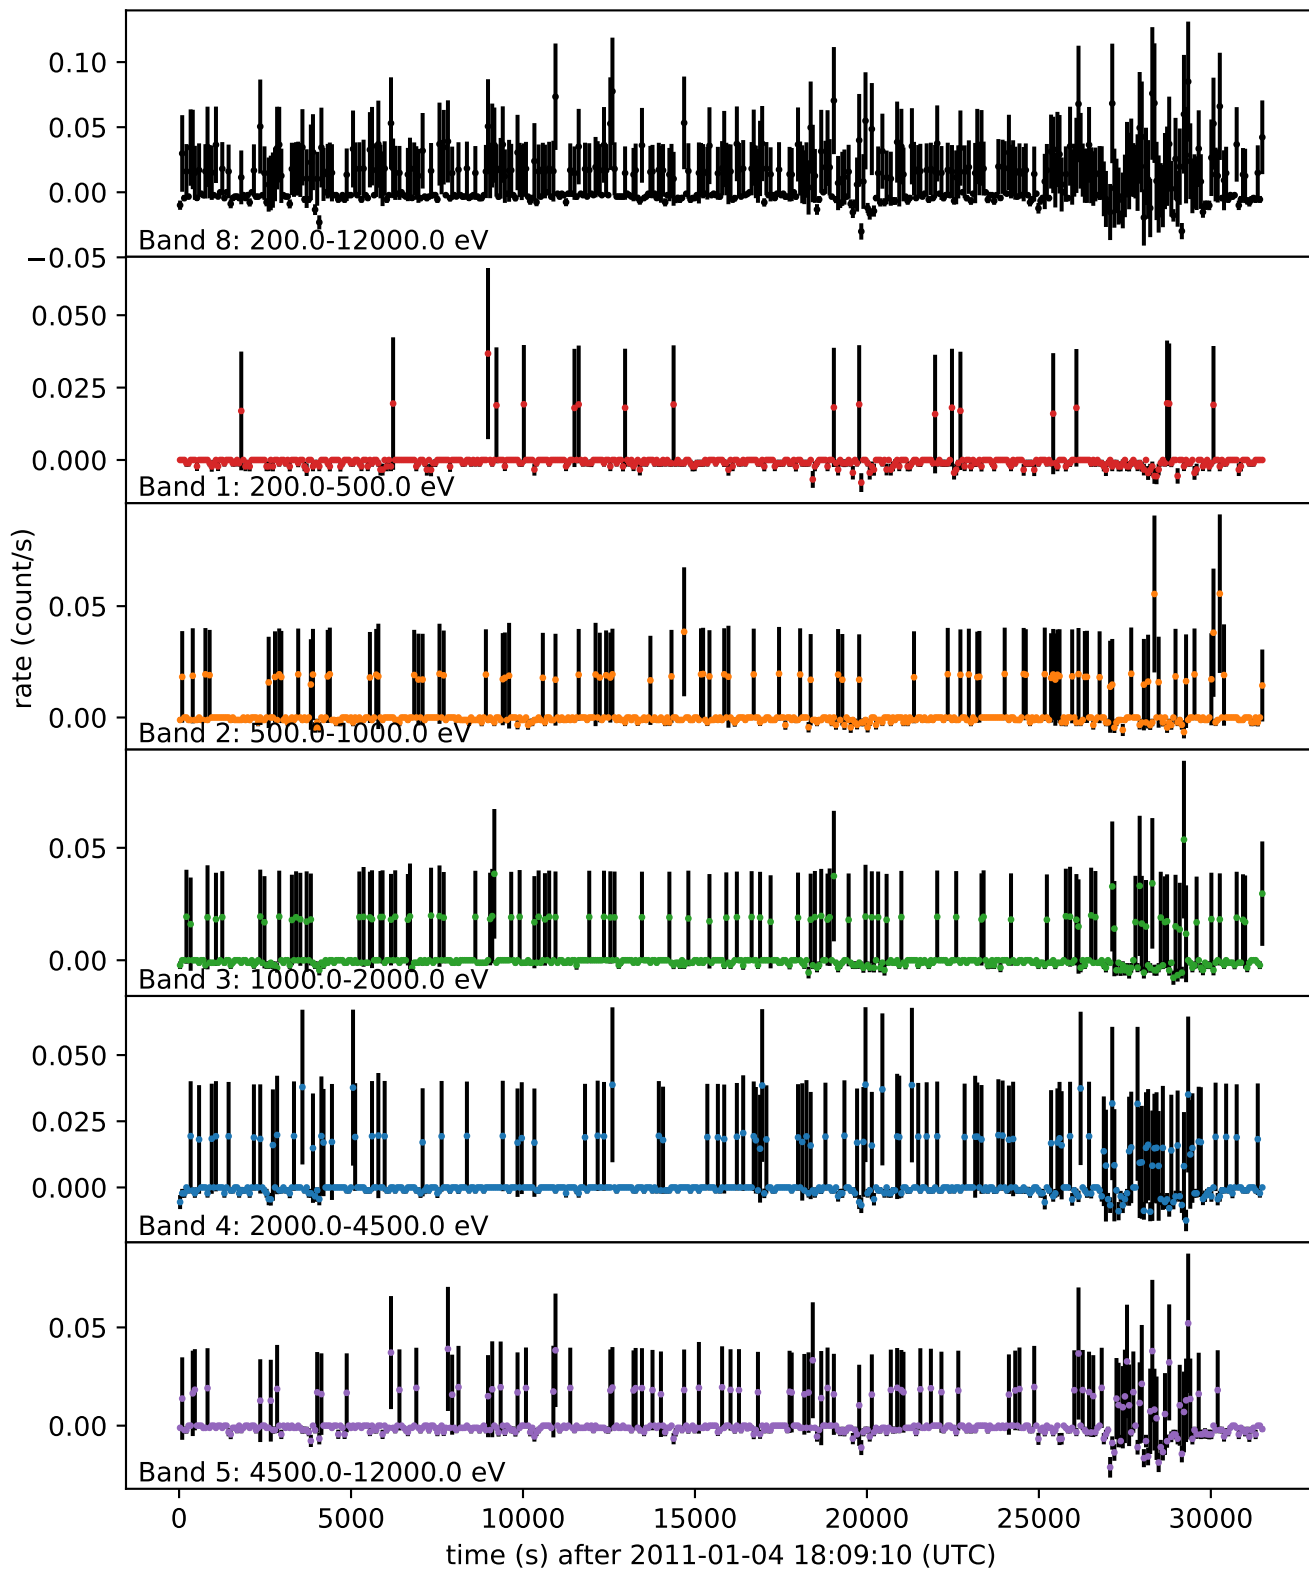 0.10
0.05
0.00
−0.05
Band 8: 200.0-12000.0 eV
0.050
0.025
0.000
Band 1: 200.0-500.0 eV
rate (count/s)
0.05
0.00
Band 2: 500.0-1000.0 eV
0.05
0.00
Band 3: 1000.0-2000.0 eV
0.050
0.025
0.000
Band 4: 2000.0-4500.0 eV
0.05
0.00
Band 5: 4500.0-12000.0 eV
0 5000 10000 15000 20000 25000 30000
time (s) after 2011-01-04 18:09:10 (UTC)